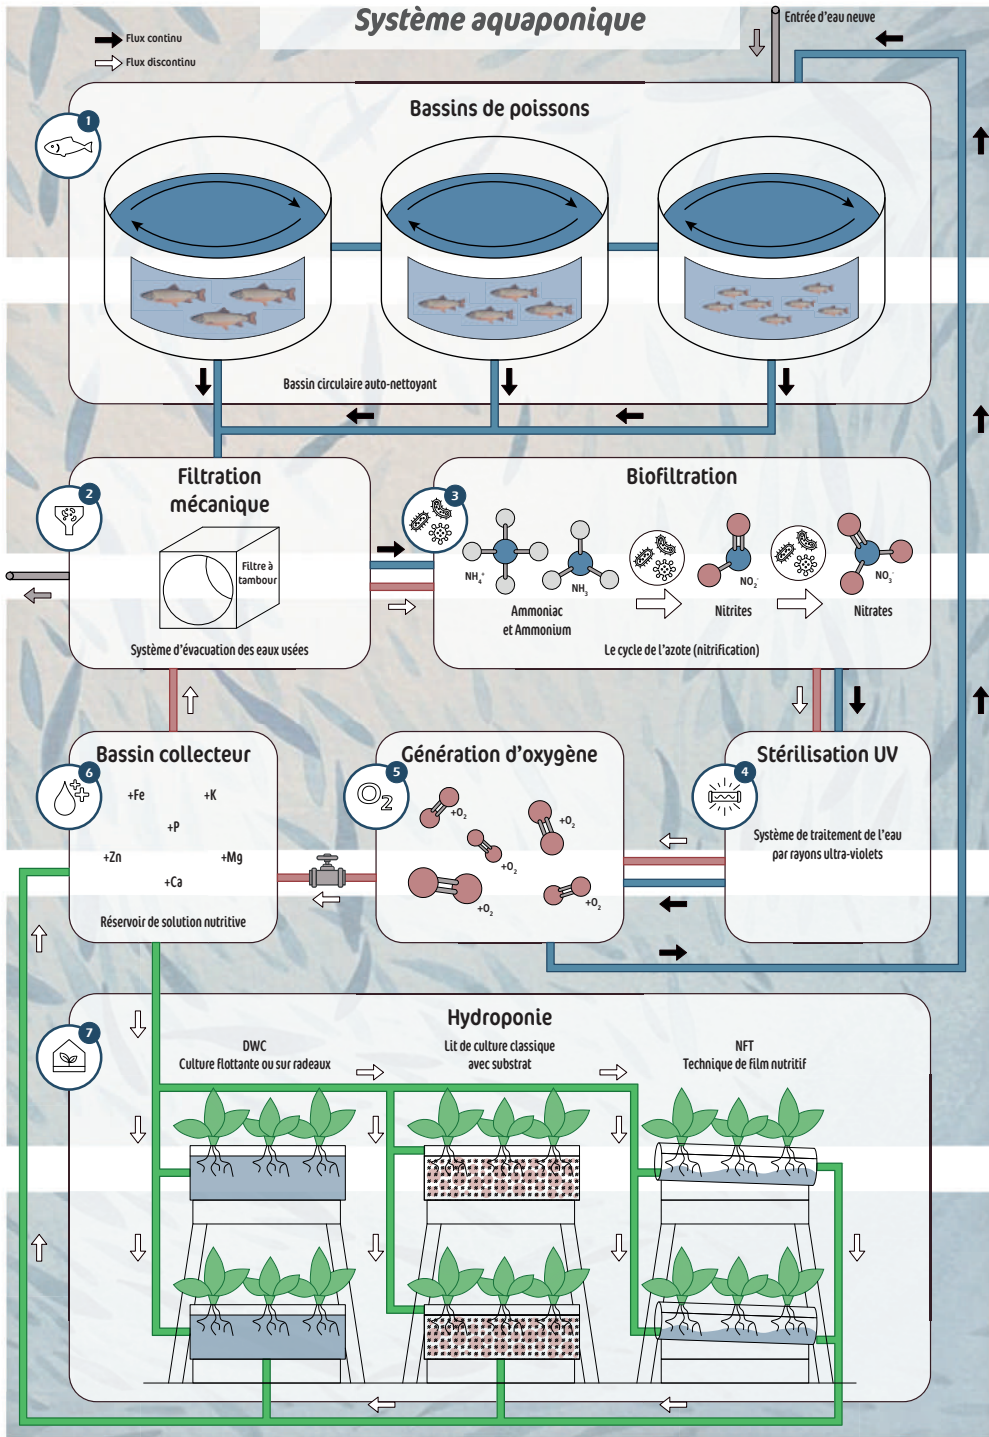 Système aquaponique
Entrée d'eau neuve
Flux continu
Flux discontinu
Bassins de poissons
1
Bassin circulaire auto-nettoyant
2
Filtration
mécanique
Filtre à
tambour
Système d'évacuation des eaux usées
3
Biofiltration
NH4+
NH3
NO2-
NO3-
Ammoniac
et Ammonium
Nitrites
Nitrates
Le cycle de l'azote (nitrification)
6
Bassin collecteur
+Fe
+K
+P
+Zn
+Mg
+Ca
Réservoir de solution nutritive
5
O2
Génération d'oxygène
+O2
+O2
+O2
+O2
+O2
4
Stérilisation UV
Système de traitement de l'eau
par rayons ultra-violets
7
Hydroponie
DWC
Culture flottante ou sur radeaux
Lit de culture classique
avec substrat
NFT
Technique de film nutritif